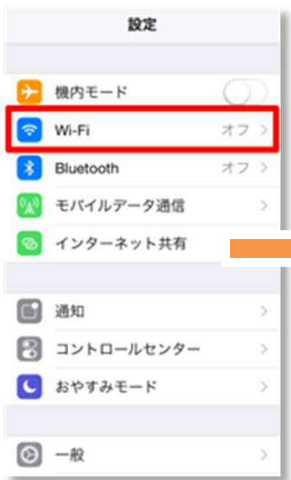 設定
機内モード
Wi-Fi オフ
Bluetooth オフ
モバイルデータ通信
インターネット共有
通知
コントロールセンター
おやすみモード
一般